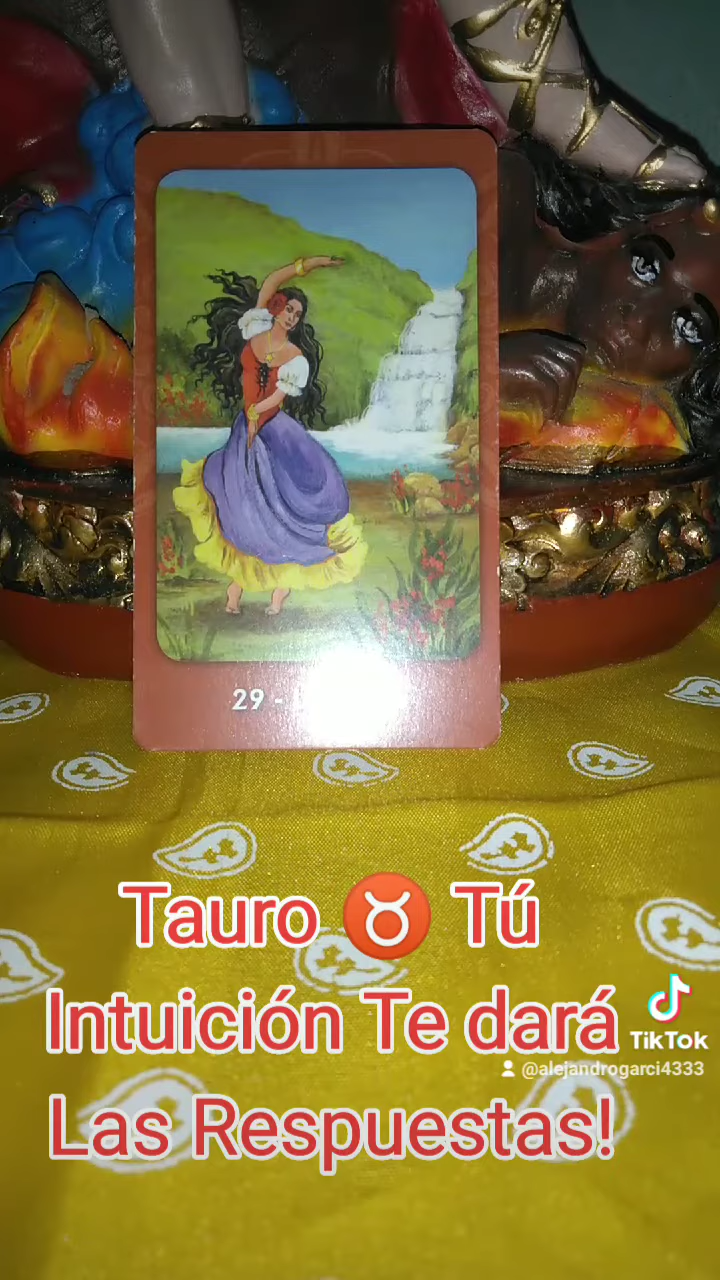 29 -
Tauro ♉ Tú
Intuición Te dará
Las Respuestas!
TikTok
@alejandrogarci4333